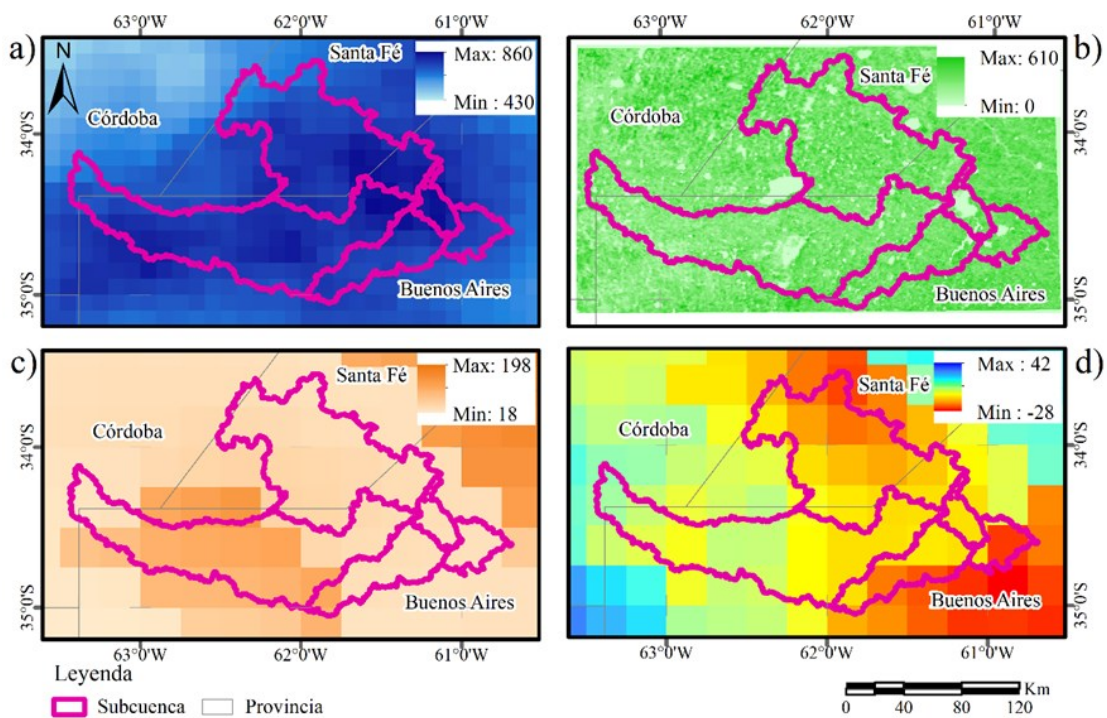 63°0'W 62°0'W 61°0'W 63°0'W 62°0'W 61°0'W
a) N Santa Fé Max: 860 Min : 430
Córdoba
34°0'S
35°0'S
Buenos Aires
b) Max: 610
Santa Fé Min : 0
Córdoba
34°0'S
35°0'S
Buenos Aires
c) Max: 198
Santa Fé Min: 18
Córdoba
34°0'S
35°0'S
Buenos Aires
d) Max : 42
Santa Fé Min : -28
Córdoba
34°0'S
35°0'S
Buenos Aires
63°0'W 62°0'W 61°0'W 63°0'W 62°0'W 61°0'W
Leyenda
Subcuenca Provincia
Km
0 20 40 80 120